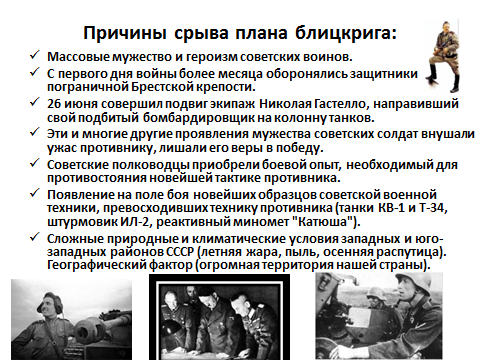 Причины срыва плана блицкрига:
✓ Массовые мужество и героизм советских воинов.
✓ С первого дня войны более месяца оборонялись защитники
пограничной Брестской крепости.
✓ 26 июня совершил подвиг экипаж Николая Гастелло, направивший
свой подбитый бомбардировщик на колонну танков.
✓ Эти и многие другие проявления мужества советских солдат внушали
ужас противнику, лишали его веры в победу.
✓ Советские полководцы приобрели боевой опыт, необходимый для
противостояния новейшей тактике противника.
✓ Появление на поле боя новейших образцов советской военной
техники, превосходивших технику противника (танки КВ-1 и Т-34,
штурмовик ИЛ-2, реактивный миномет "Катюша").
✓ Сложные природные и климатические условия западных и юго-
западных районов СССР (летняя жара, пыль, осенняя распутица).
Географический фактор (огромная территория нашей страны).